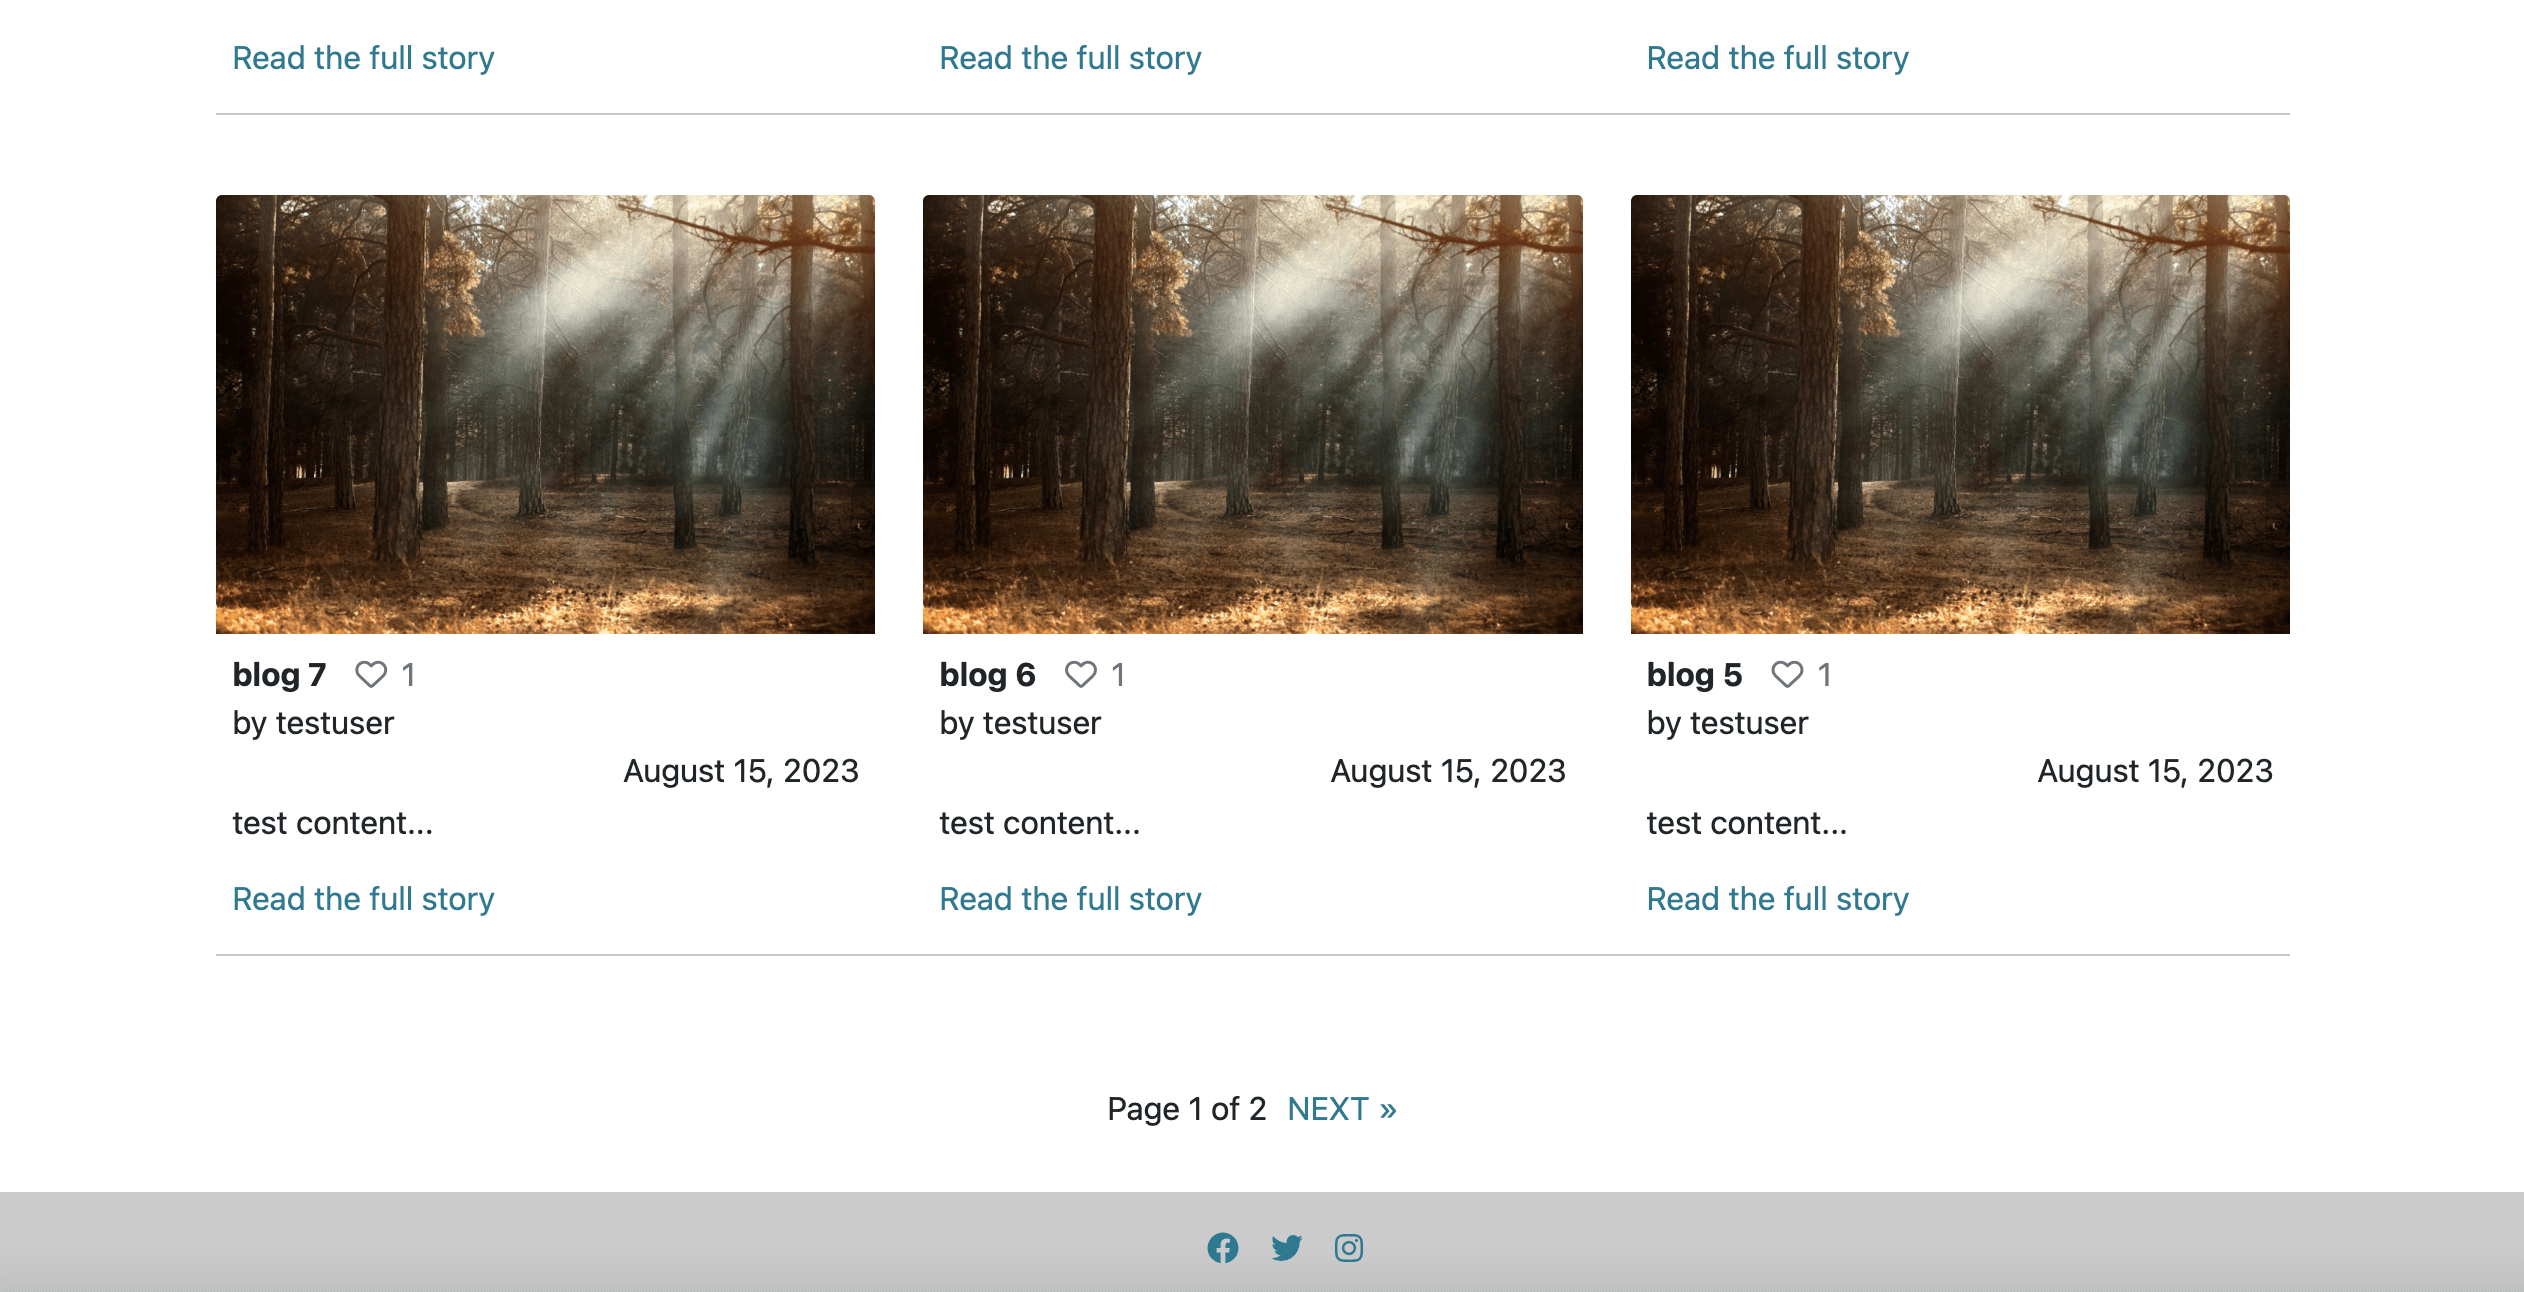 Read the full story Read the full story Read the full story
blog 7 1
by testuser
August 15, 2023
test content...
Read the full story
blog 6 1
by testuser
August 15, 2023
test content...
Read the full story
blog 5 1
by testuser
August 15, 2023
test content...
Read the full story
Page 1 of 2 NEXT »